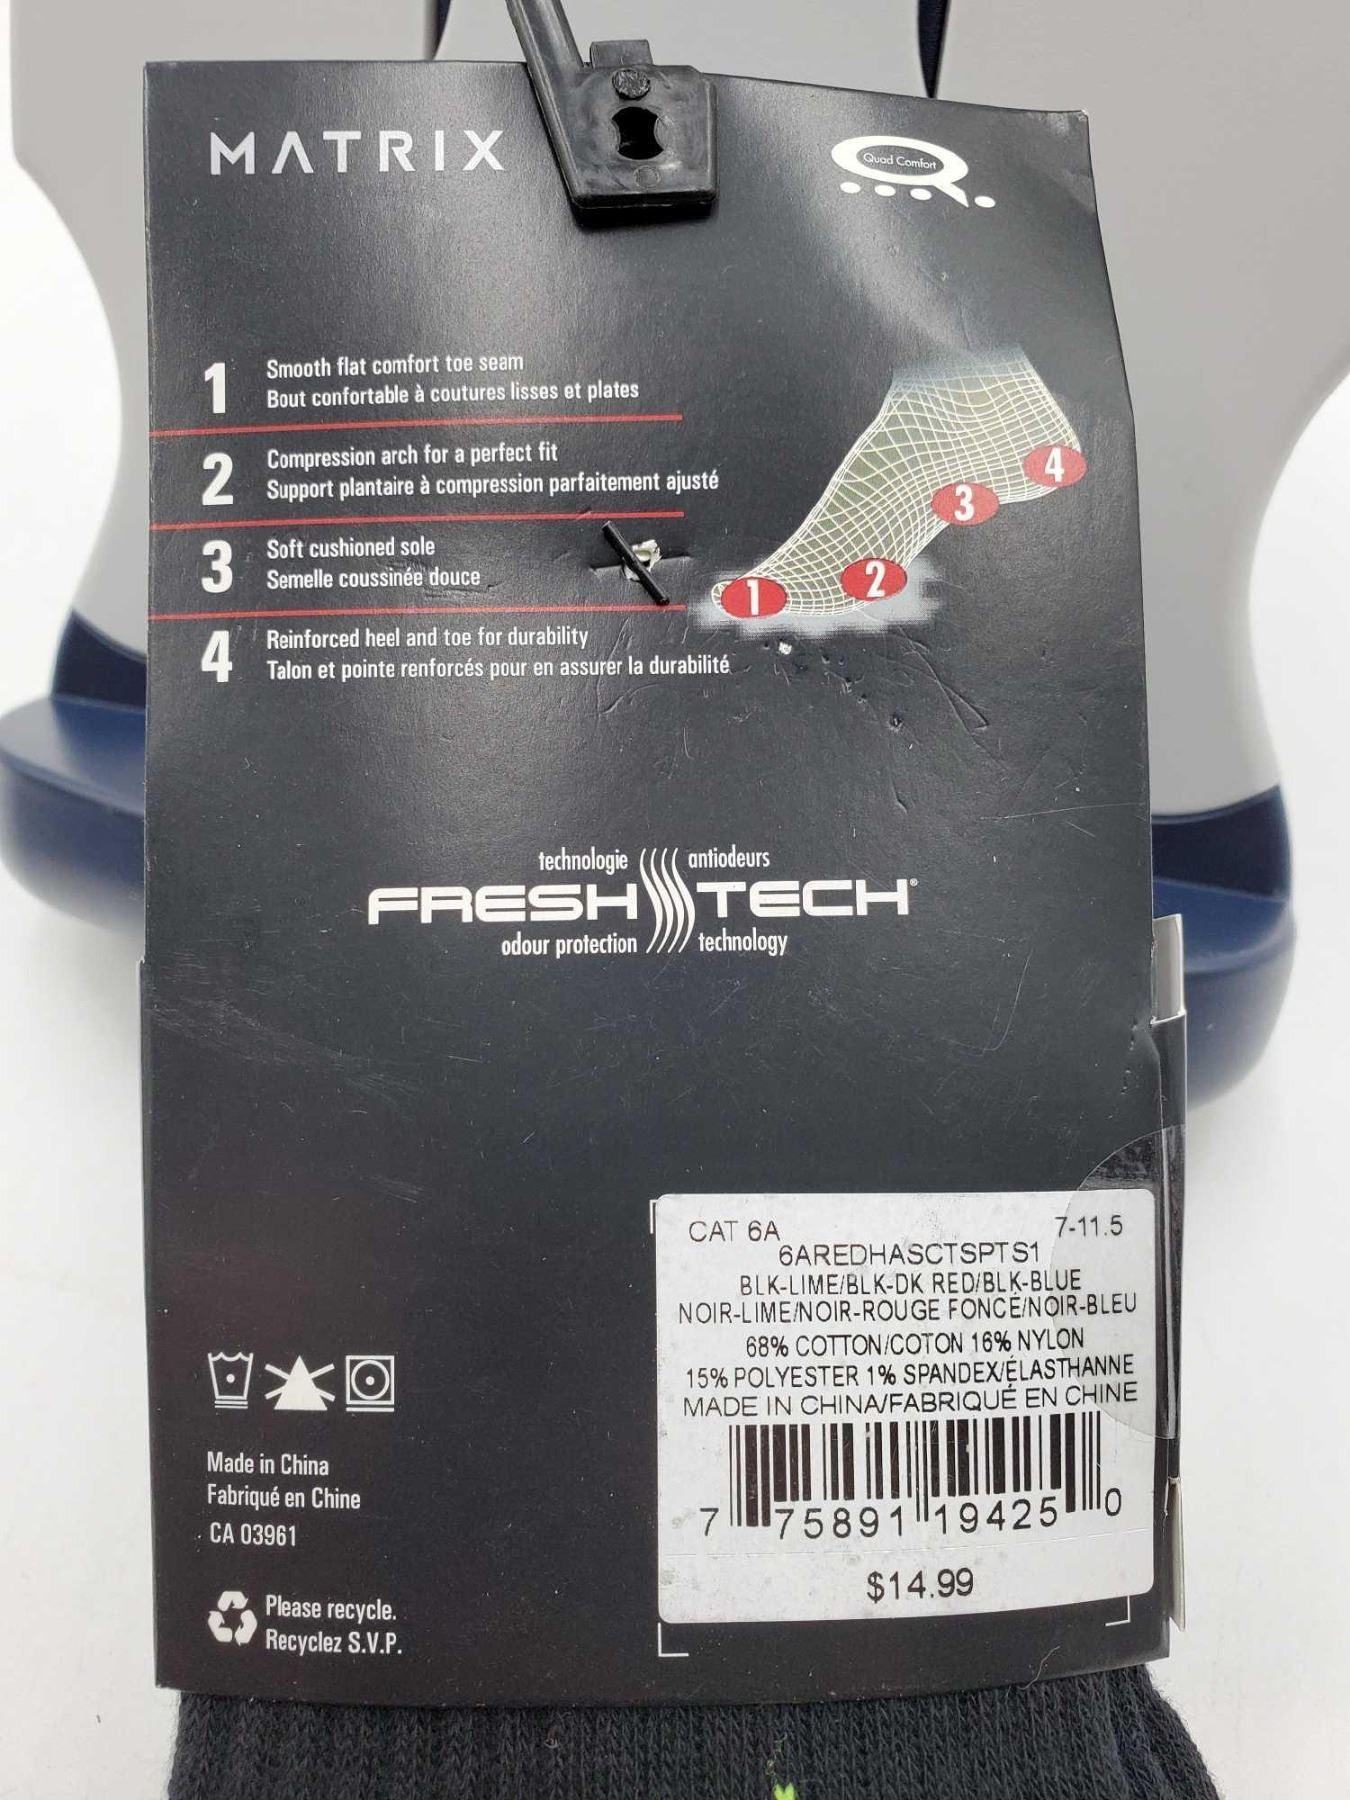 MATRIX
Quad Comfort
1 Smooth flat comfort toe seam
Bout confortable à coutures lisses et plates
2 Compression arch for a perfect fit
Support plantaire à compression parfaitement ajusté
3 Soft cushioned sole
Semelle coussinée douce
4 Reinforced heel and toe for durability
Talon et pointe renforcés pour en assurer la durabilité
1
2
3
4
technologie antiodeurs
FRESH TECH®
odour protection technology
CAT 6A 7-11.5
6AREDHASCTSPTS1
BLK-LIME/BLK-DK RED/BLK-BLUE
NOIR-LIME/NOIR-ROUGE FONCÉ/NOIR-BLEU
68% COTTON/COTON 16% NYLON
15% POLYESTER 1% SPANDEX/ÉLASTHANNE
MADE IN CHINA/FABRIQUÉ EN CHINE
7 75891 19425 0
$14.99
Made in China
Fabriqué en Chine
CA 03961
Please recycle.
Recyclez S.V.P.